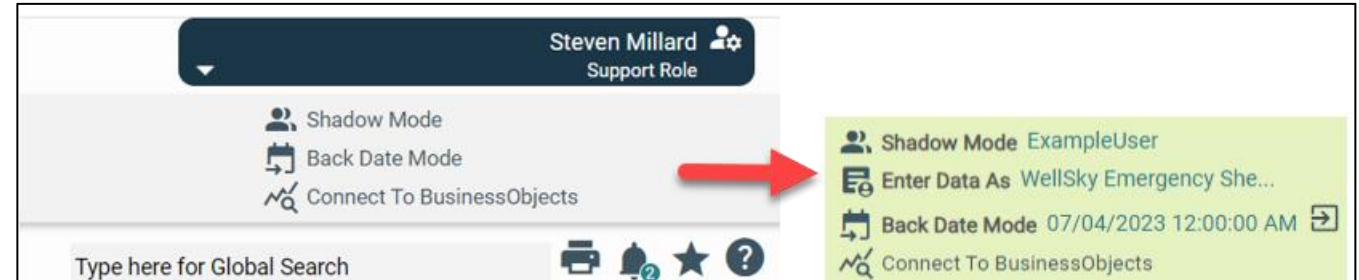 Steven Millard
Support Role
Shadow Mode
Back Date Mode
Connect To BusinessObjects
Type here for Global Search
2
Shadow Mode ExampleUser
Enter Data As WellSky Emergency She...
Back Date Mode 07/04/2023 12:00:00 AM
Connect To BusinessObjects